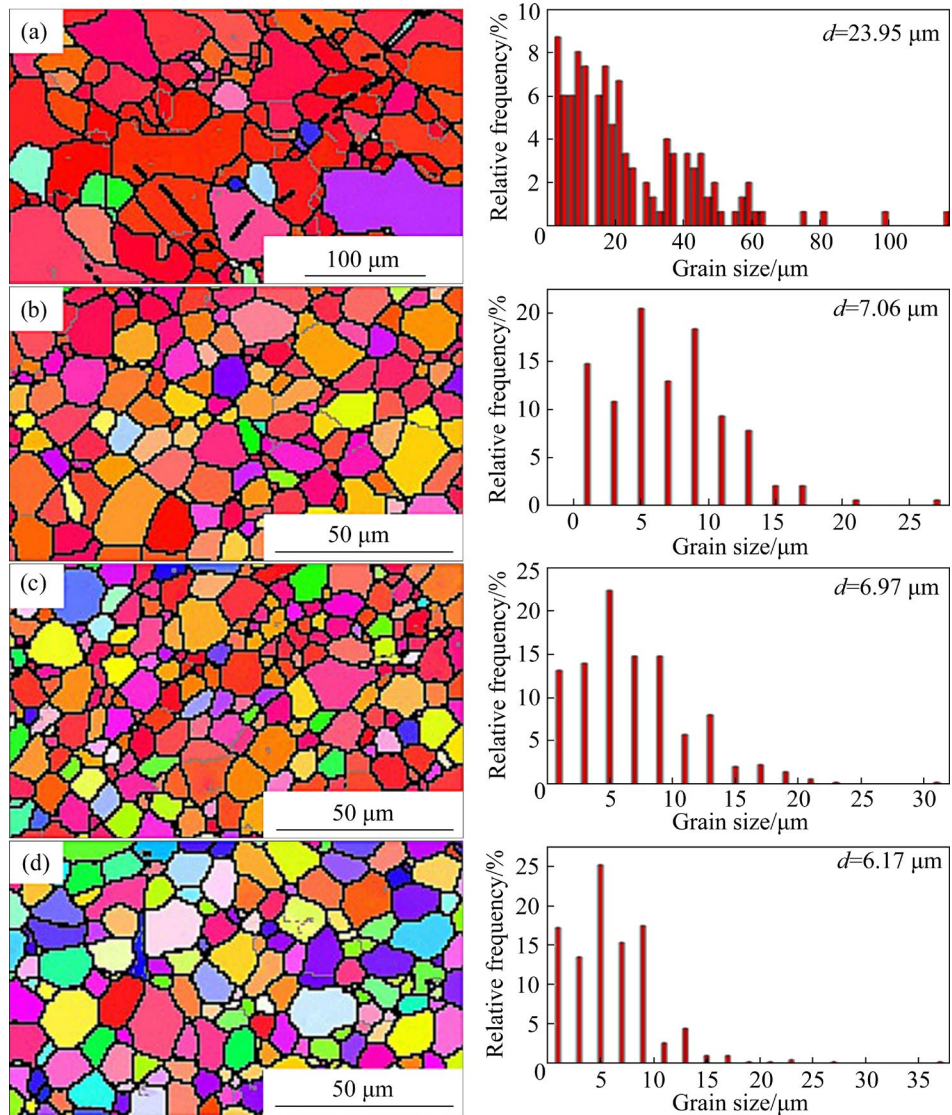 (a)
100 μm
d=23.95 μm
Relative frequency/%
10
8
6
4
2
0
20 40 60 80 100
Grain size/μm
(b)
50 μm
d=7.06 μm
Relative frequency/%
20
15
10
5
0
0 5 10 15 20 25
Grain size/μm
(c)
50 μm
d=6.97 μm
Relative frequency/%
25
20
15
10
5
0
5 10 15 20 25 30
Grain size/μm
(d)
50 μm
d=6.17 μm
Relative frequency/%
25
20
15
10
5
0
5 10 15 20 25 30 35
Grain size/μm